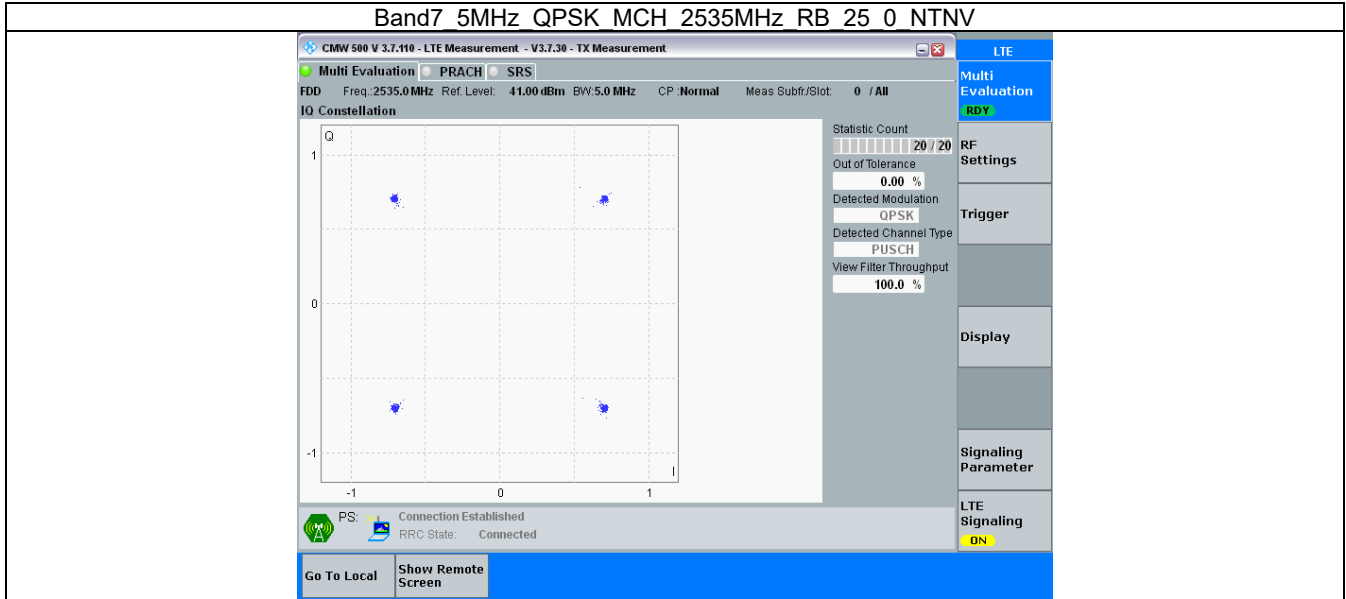 Band7_5MHz_QPSK_MCH_2535MHz_RB_25_0_NTNV
CMW 500 V 3.7.110 - LTE Measurement - V3.7.30 - TX Measurement
LTE
Multi Evaluation PRACH SRS
Multi
Evaluation
RDY
FDD Freq.:2535.0 MHz Ref. Level: 41.00 dBm BW:5.0 MHz CP :Normal Meas Subfr./Slot: 0 / All
IQ Constellation
Q
1
0
-1
-1 0 1
I
Statistic Count
20 / 20
Out of Tolerance
0.00 %
Detected Modulation
QPSK
Detected Channel Type
PUSCH
View Filter Throughput
100.0 %
RF
Settings
Trigger
Display
Signaling
Parameter
LTE
Signaling
ON
PS: Connection Established
RRC State: Connected
Go To Local
Show Remote
Screen